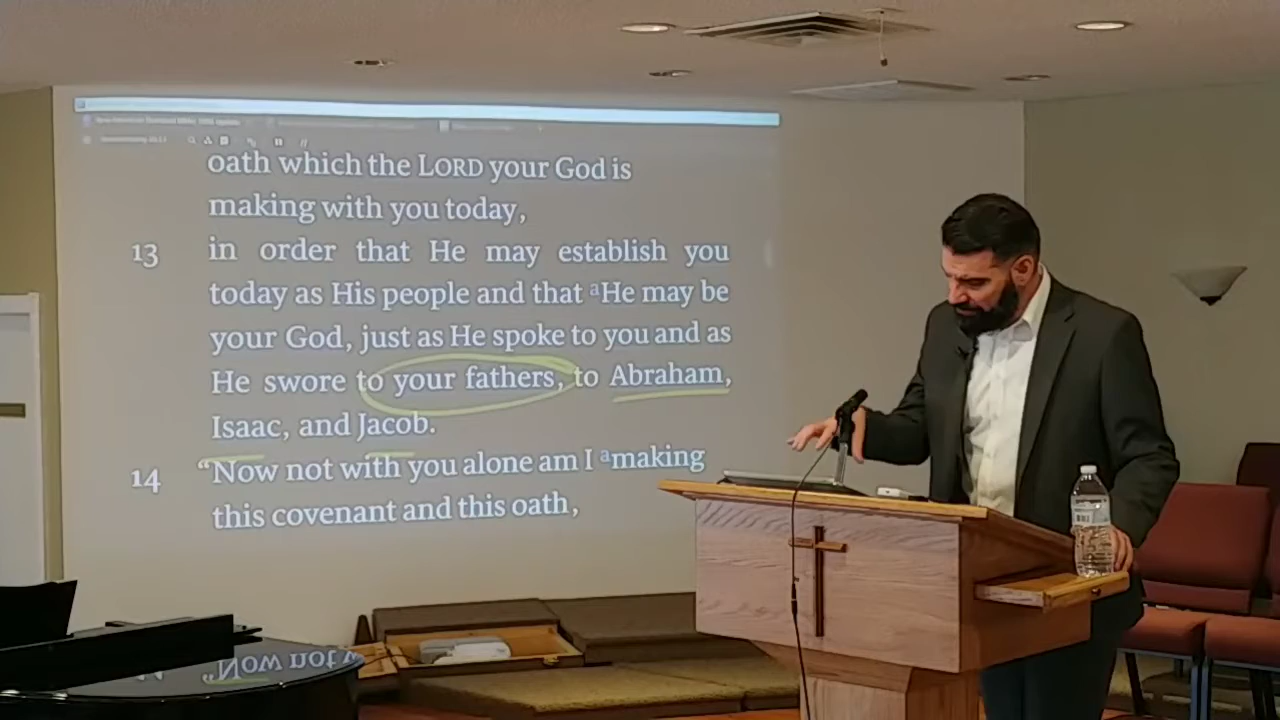 oath which the LORD your God is
making with you today,
13 in order that He may establish you
today as His people and that ᵃHe may be
your God, just as He spoke to you and as
He swore to your fathers, to Abraham,
Isaac, and Jacob.
14 “Now not with you alone am I ᵃmaking
this covenant and this oath,
“Now not w